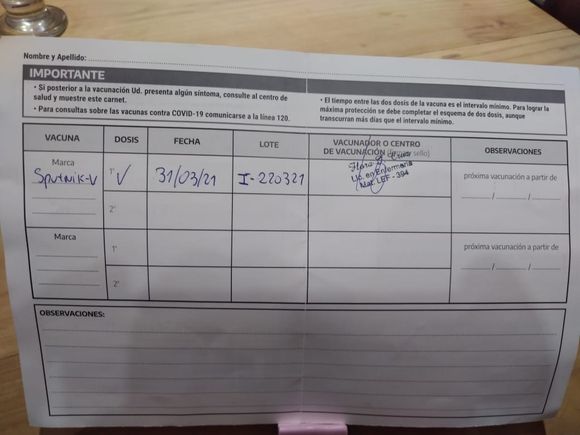 Nombre y Apellido:
IMPORTANTE
• Si posterior a la vacunación Ud. presenta algún síntoma, consulte al centro de
salud y muestre este carnet.
• Para consultas sobre las vacunas contra COVID-19 comunicarse a la línea 120.
• El tiempo entre las dos dosis de la vacuna es el intervalo mínimo. Para lograr la
máxima protección se debe completar el esquema de dos dosis, aunque
transcurran más días que el intervalo mínimo.
VACUNA DOSIS FECHA LOTE VACUNADOR O CENTRO
DE VACUNACIÓN (firma y sello) OBSERVACIONES
Marca
Sputnik-V 1° √ 31/03/21 I-220321
Lic. en Enfermería
Mat. LEF - 394
próxima vacunación a partir de
/ /
2°
Marca
1°
próxima vacunación a partir de
/ /
2°
OBSERVACIONES: